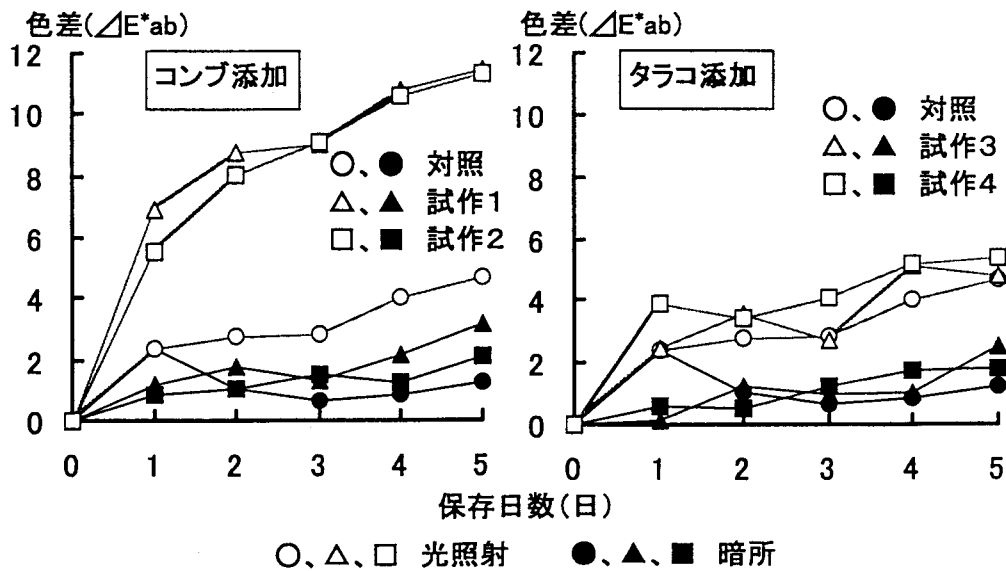 色差(⊿E*ab)
12
10
8
6
4
2
0
コンブ添加
○、● 対照
△、▲ 試作1
□、■ 試作2
0 1 2 3 4 5
色差(⊿E*ab)
12
10
8
6
4
2
0
タラコ添加
○、● 対照
△、▲ 試作3
□、■ 試作4
0 1 2 3 4 5
保存日数(日)
○、△、□ 光照射 ●、▲、■ 暗所